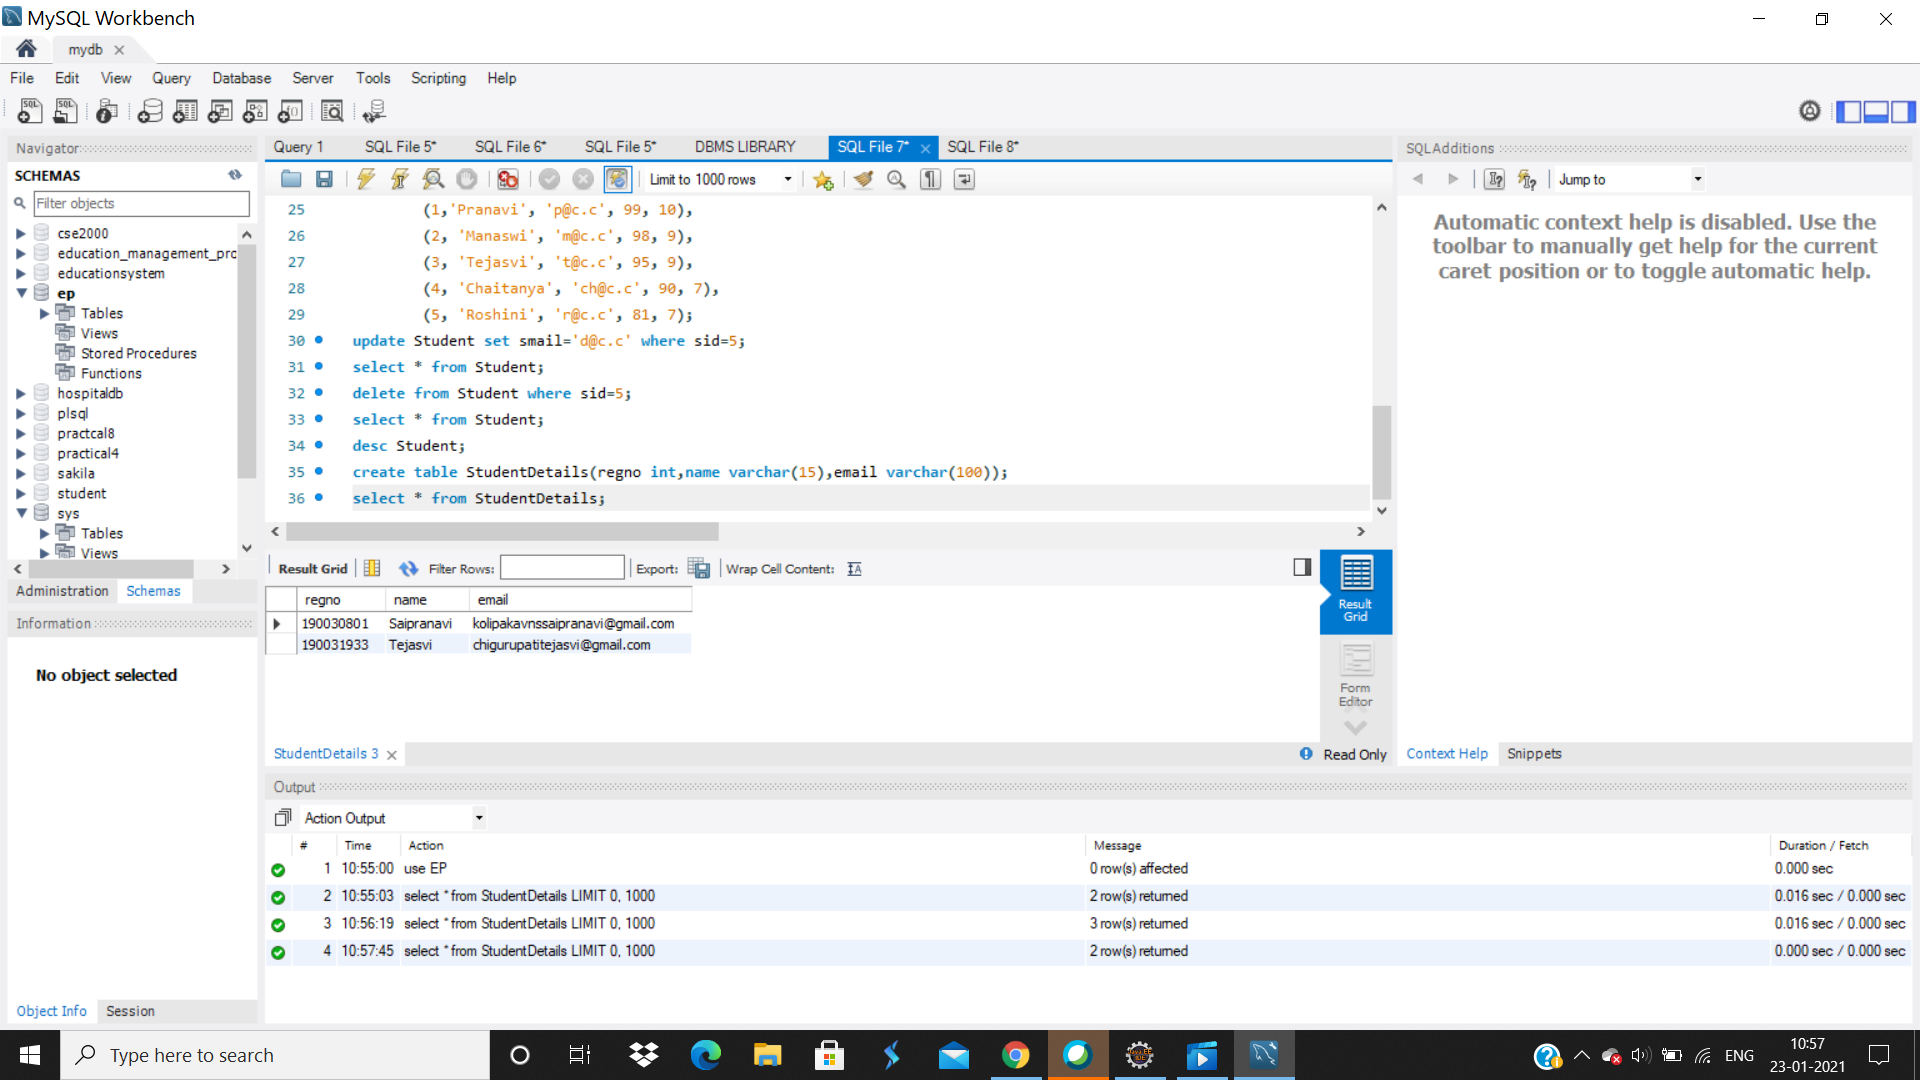 MySQL Workbench
mydb
File Edit View Query Database Server Tools Scripting Help
Navigator
SCHEMAS
Filter objects
cse2000
education_management_prc
educationsystem
ep
Tables
Views
Stored Procedures
Functions
hospitaldb
plsql
practcal8
practical4
sakila
student
sys
Tables
Views
Administration Schemas
Information
No object selected
Object Info Session
Query 1 SQL File 5* SQL File 6* SQL File 5* DBMS LIBRARY SQL File 7* SQL File 8*
Limit to 1000 rows
25 (1,'Pranavi', 'p@c.c', 99, 10),
26 (2, 'Manaswi', 'm@c.c', 98, 9),
27 (3, 'Tejasvi', 't@c.c', 95, 9),
28 (4, 'Chaitanya', 'ch@c.c', 90, 7),
29 (5, 'Roshini', 'r@c.c', 81, 7);
30 update Student set smail='d@c.c' where sid=5;
31 select * from Student;
32 delete from Student where sid=5;
33 select * from Student;
34 desc Student;
35 create table StudentDetails(regno int,name varchar(15),email varchar(100));
36 select * from StudentDetails;
Result Grid Filter Rows: Export: Wrap Cell Content:
regno name email
190030801 Saipranavi kolipakavnssaipranavi@gmail.com
190031933 Tejasvi chigurupatitejasvi@gmail.com
Result Grid
Form Editor
StudentDetails 3 Read Only
SQLAdditions
Jump to
Automatic context help is disabled. Use the
toolbar to manually get help for the current
caret position or to toggle automatic help.
Context Help Snippets
Output
Action Output
# Time Action Message Duration / Fetch
1 10:55:00 use EP 0 row(s) affected 0.000 sec
2 10:55:03 select * from StudentDetails LIMIT 0, 1000 2 row(s) returned 0.016 sec / 0.000 sec
3 10:56:19 select * from StudentDetails LIMIT 0, 1000 3 row(s) returned 0.016 sec / 0.000 sec
4 10:57:45 select * from StudentDetails LIMIT 0, 1000 2 row(s) returned 0.000 sec / 0.000 sec
Type here to search
ENG
10:57
23-01-2021